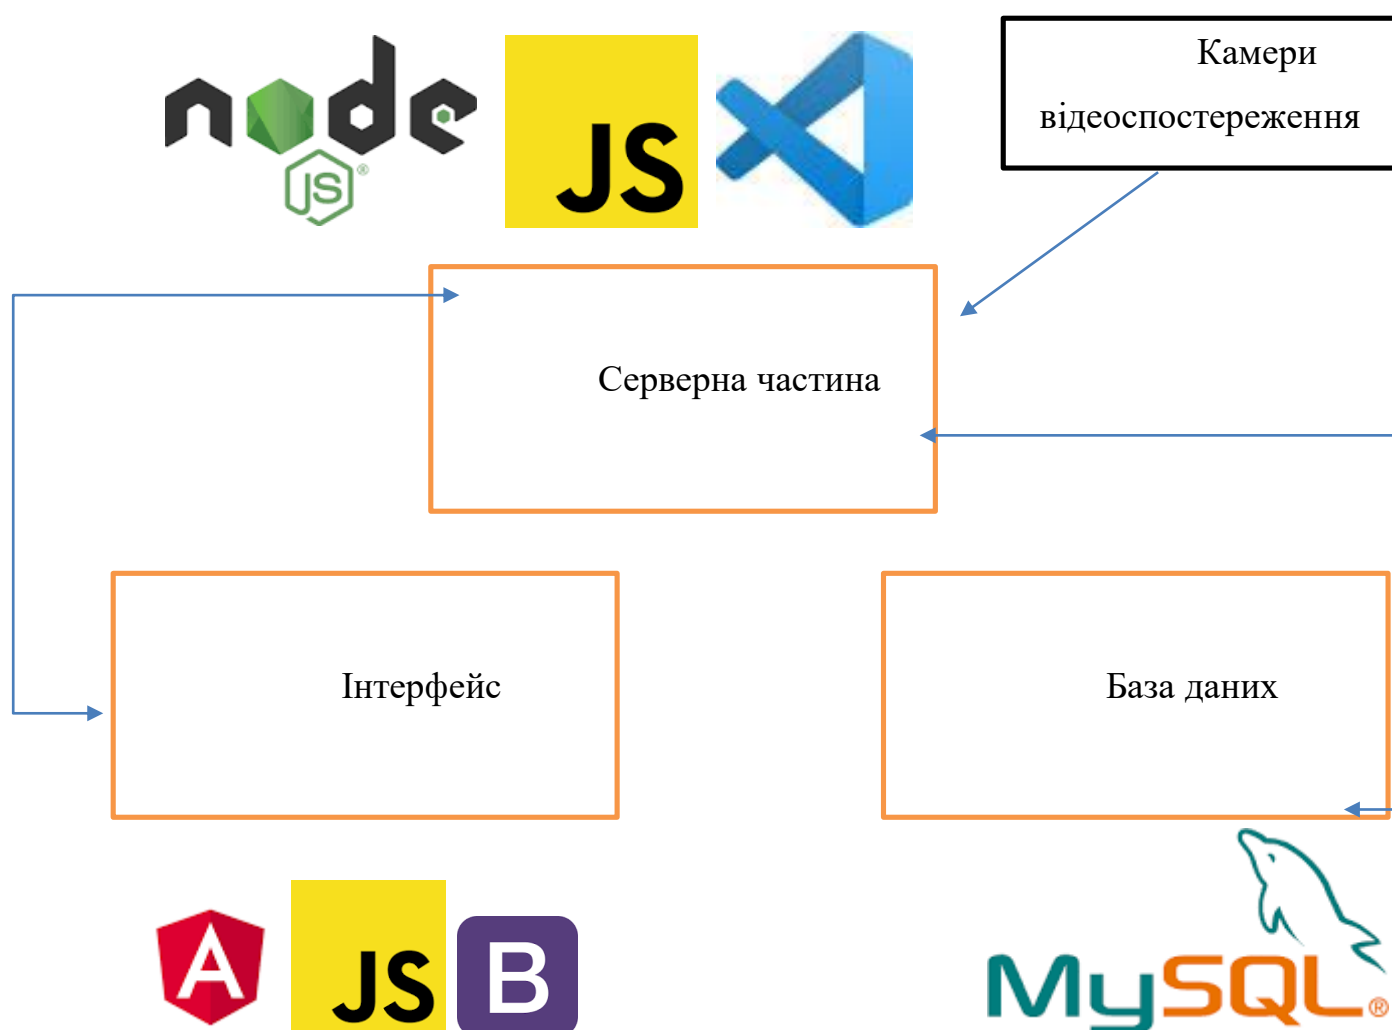 node
JS®
JS
Камери
відеоспостереження
Серверна частина
Інтерфейс
База даних
A
JS
B
MySQL®